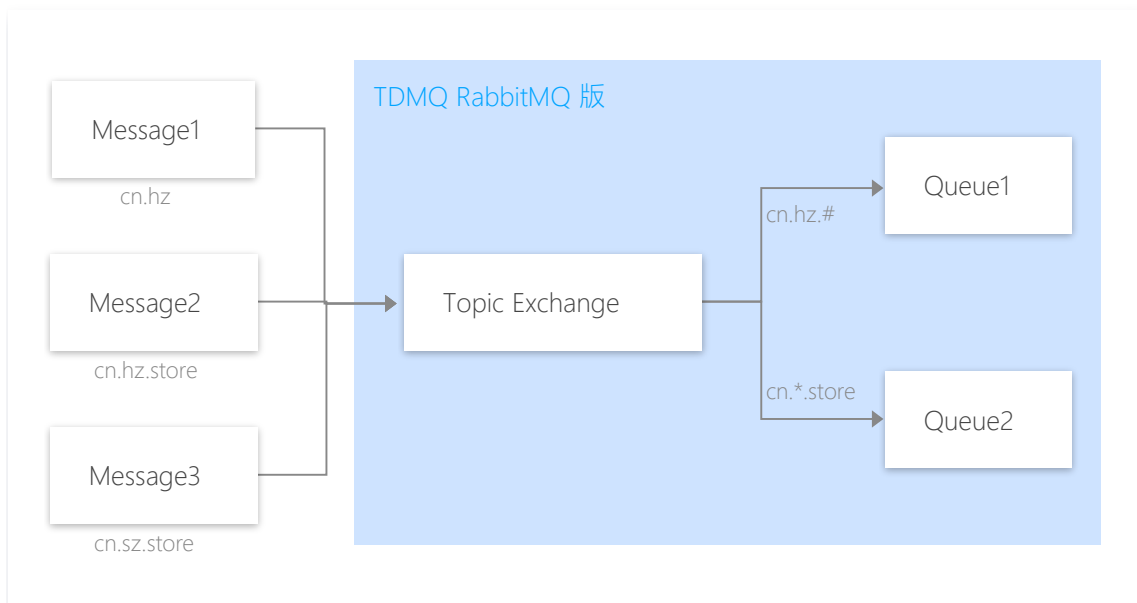 TDMQ RabbitMQ 版
Message1
cn.hz
Message2
cn.hz.store
Message3
cn.sz.store
Topic Exchange
cn.hz.#
Queue1
cn.*.store
Queue2